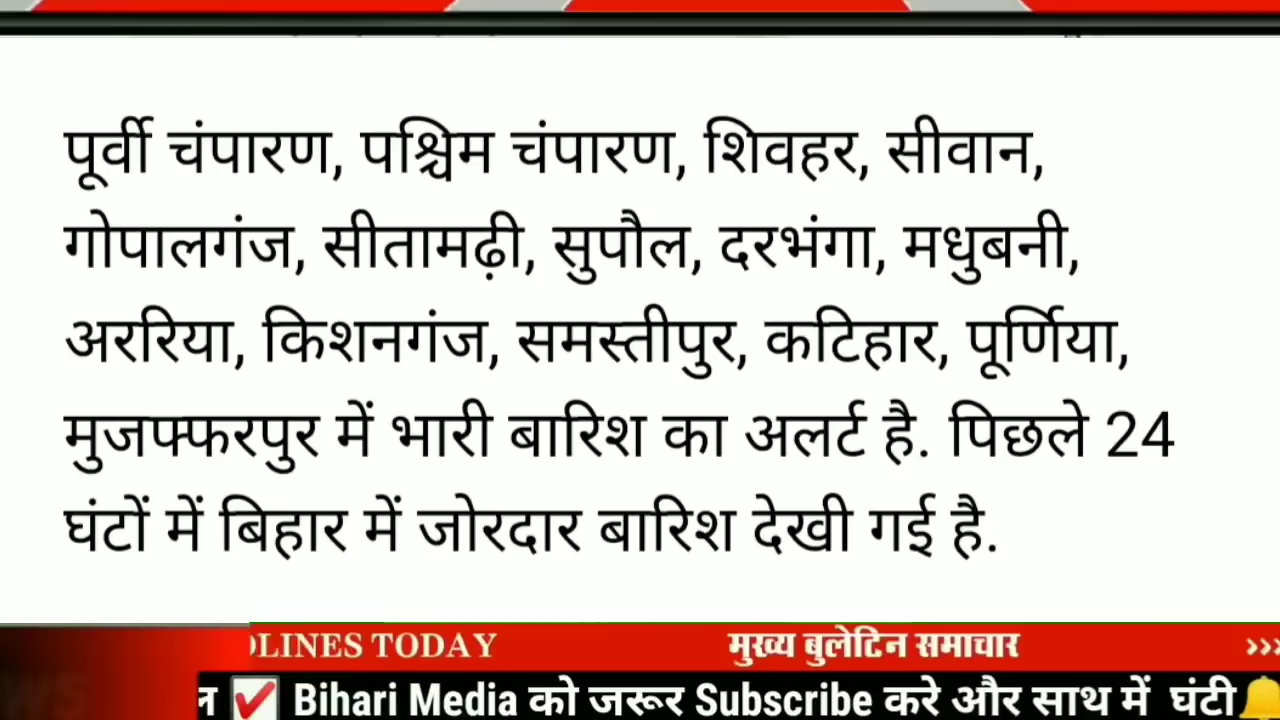 पूर्वी चंपारण, पश्चिम चंपारण, शिवहर, सीवान,
गोपालगंज, सीतामढ़ी, सुपौल, दरभंगा, मधुबनी,
अररिया, किशनगंज, समस्तीपुर, कटिहार, पूर्णिया,
मुजफ्फरपुर में भारी बारिश का अलर्ट है. पिछले 24
घंटों में बिहार में जोरदार बारिश देखी गई है.
DLINES TODAY मुख्य बुलेटिन समाचार >>>
ल ✅ Bihari Media को जरूर Subscribe करे और साथ में घंटी🔔